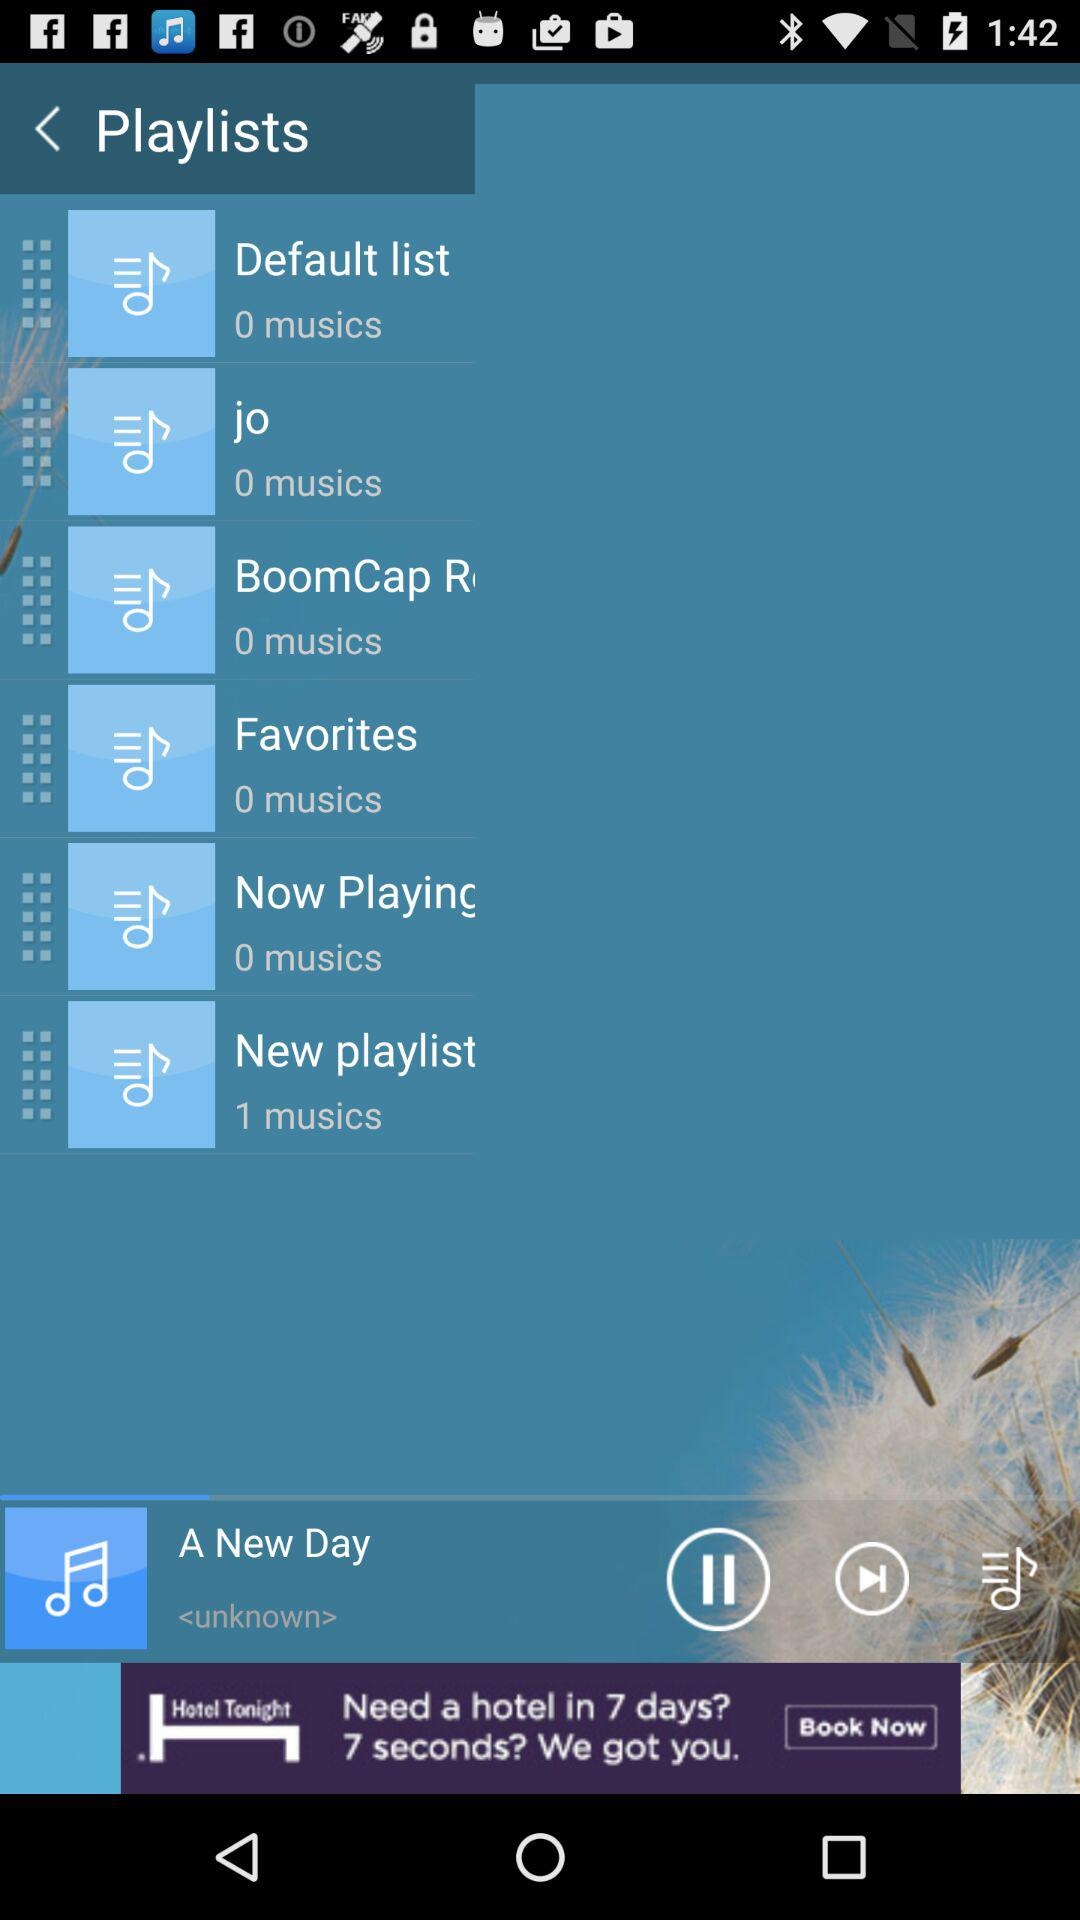 FAKE
1:42
Playlists
Default list
0 musics
jo
0 musics
BoomCap R
0 musics
Favorites
0 musics
Now Playing
0 musics
New playlist
1 musics
A New Day
<unknown>
Hotel Tonight
Need a hotel in 7 days?
7 seconds? We got you.
Book Now